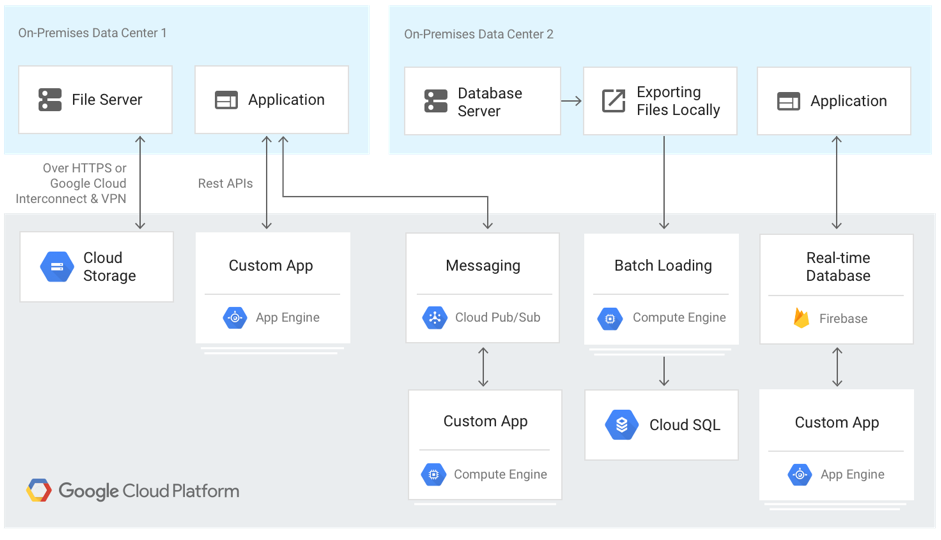 On-Premises Data Center 1
On-Premises Data Center 2
File Server
Application
Database
Server
Exporting
Files Locally
Application
Over HTTPS or
Google Cloud
Interconnect & VPN
Rest APIs
Cloud
Storage
Custom App
App Engine
Messaging
Cloud Pub/Sub
Batch Loading
Compute Engine
Real-time
Database
Firebase
Custom App
Compute Engine
Cloud SQL
Custom App
App Engine
Google Cloud Platform